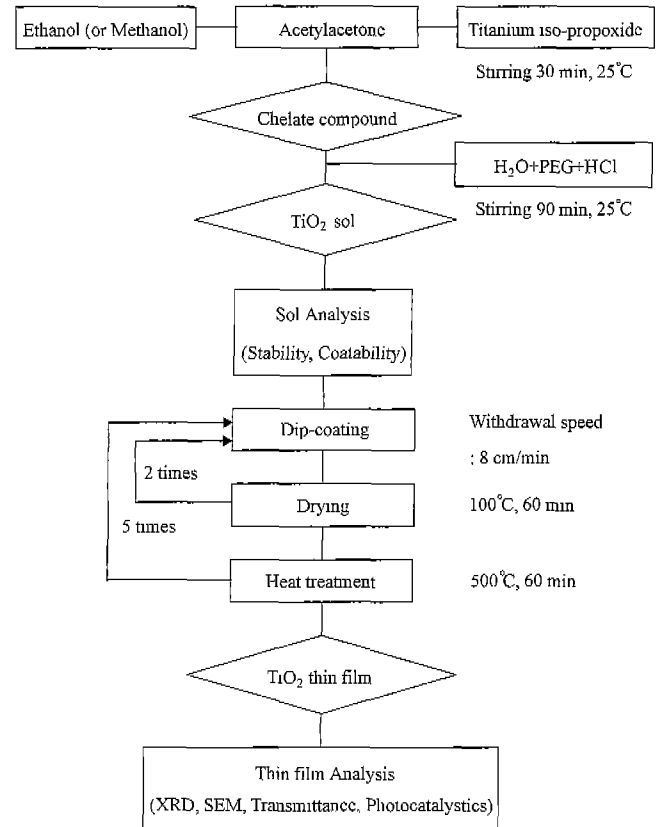 Ethanol (or Methanol)
Acetylacetone
Titanium iso-propoxide
Stirring 30 min, 25°C
Chelate compound
H₂O+PEG+HCl
Stirring 90 min, 25°C
TiO₂ sol
Sol Analysis
(Stability, Coatability)
Dip-coating
Withdrawal speed
: 8 cm/min
2 times
Drying
100°C, 60 min
5 times
Heat treatment
500°C, 60 min
TiO₂ thin film
Thin film Analysis
(XRD, SEM, Transmittance, Photocatalystics)